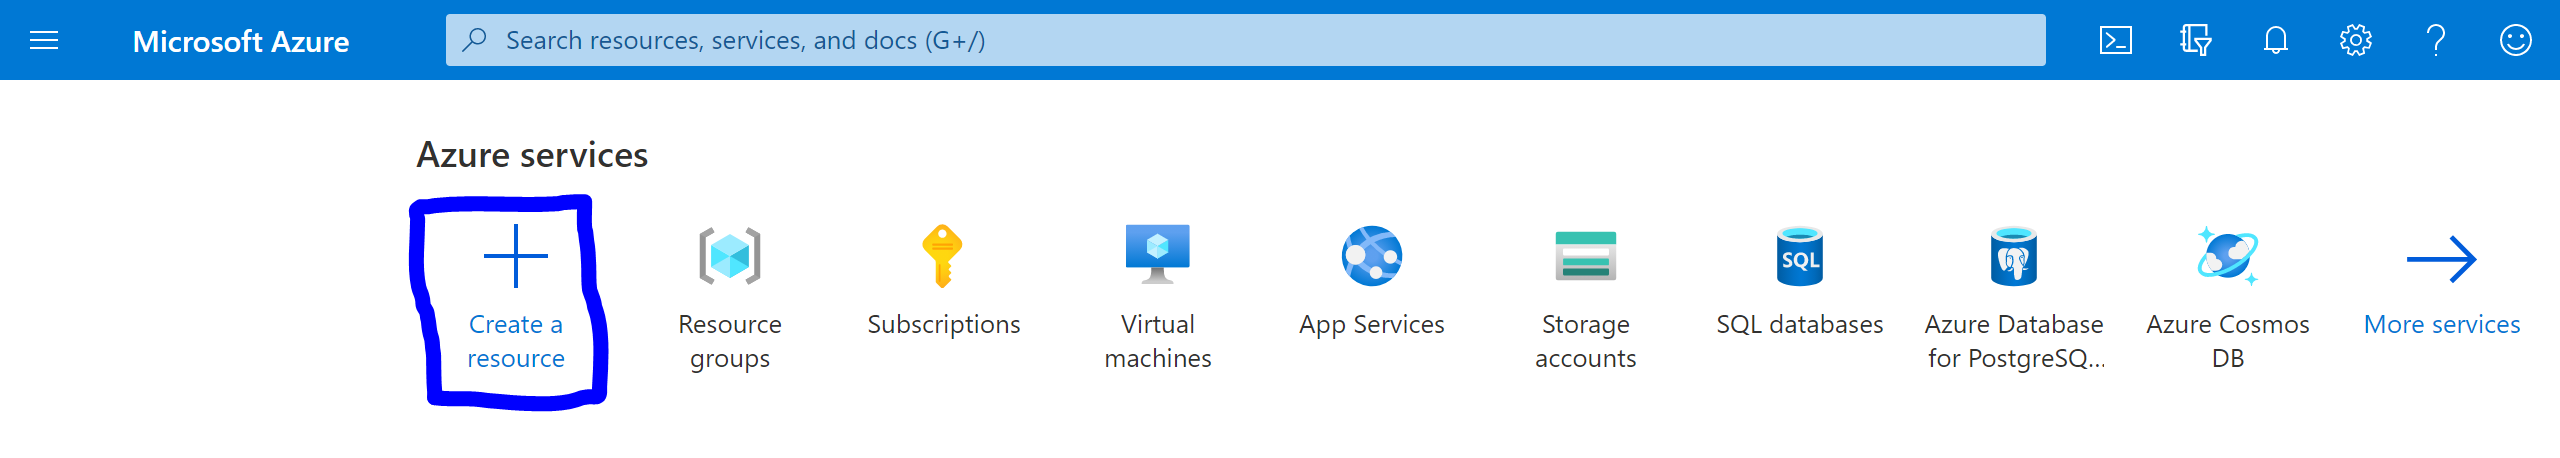 Microsoft Azure
Search resources, services, and docs (G+/)
Azure services
Create a
resource
Resource
groups
Subscriptions
Virtual
machines
App Services
Storage
accounts
SQL
SQL databases
Azure Database
for PostgreSQ...
Azure Cosmos
DB
More services